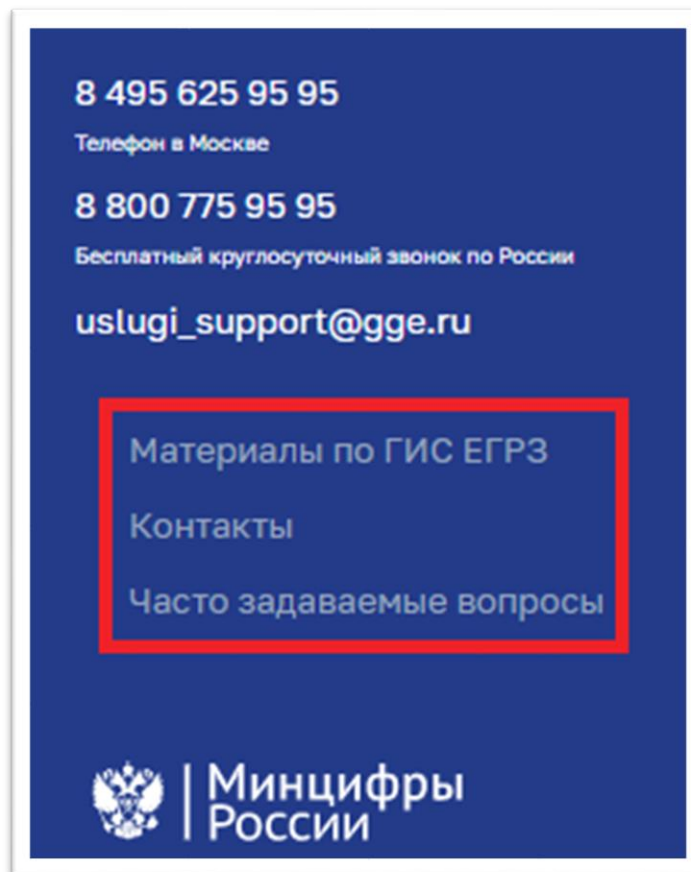 8 495 625 95 95
Телефон в Москве
8 800 775 95 95
Бесплатный круглосуточный звонок по России
uslugi_support@gge.ru
Материалы по ГИС ЕГРЗ
Контакты
Часто задаваемые вопросы
Минцифры
России